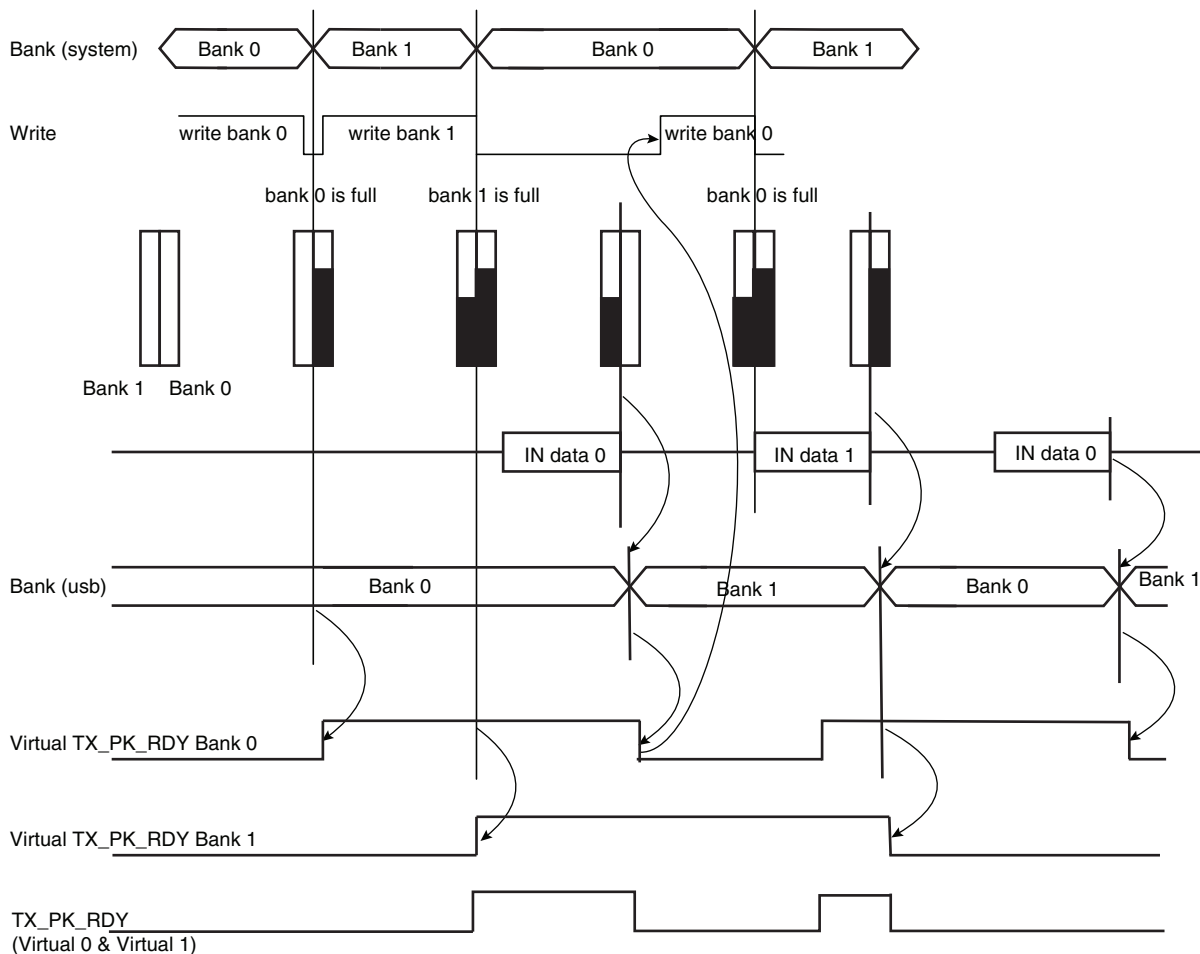 Bank (system) Bank 0 Bank 1 Bank 0 Bank 1
Write write bank 0 write bank 1 write bank 0
bank 0 is full bank 1 is full bank 0 is full
Bank 1 Bank 0
IN data 0 IN data 1 IN data 0
Bank (usb) Bank 0 Bank 1 Bank 0 Bank 1
Virtual TX_PK_RDY Bank 0
Virtual TX_PK_RDY Bank 1
TX_PK_RDY
(Virtual 0 & Virtual 1)